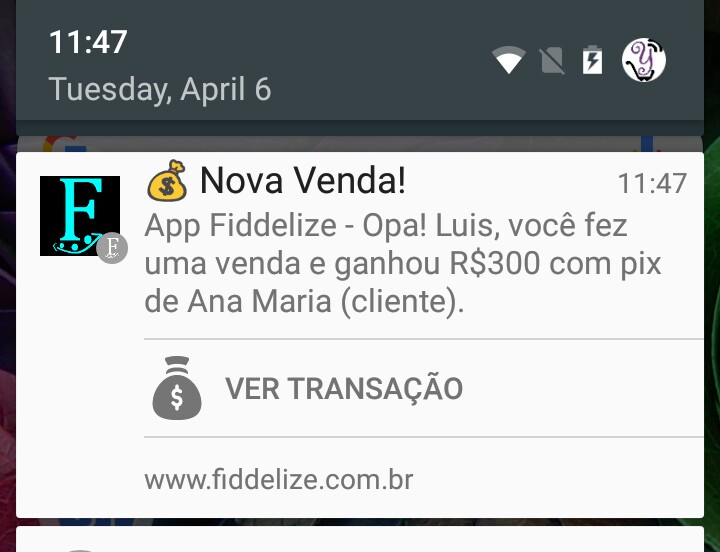 11:47
Tuesday, April 6
F
F
💰 Nova Venda!
11:47
App Fiddelize - Opa! Luis, você fez
uma venda e ganhou R$300 com pix
de Ana Maria (cliente).
$ VER TRANSAÇÃO
www.fiddelize.com.br